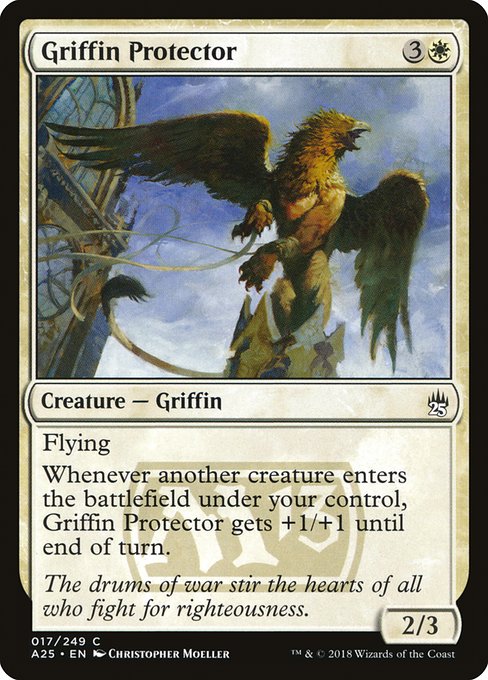 Griffin Protector 3
Creature — Griffin
25
Flying
Whenever another creature enters
the battlefield under your control,
Griffin Protector gets +1/+1 until
end of turn.
The drums of war stir the hearts of all
who fight for righteousness.
2/3
017/249 C
A25 • EN Christopher Moeller
™ & © 2018 Wizards of the Coast